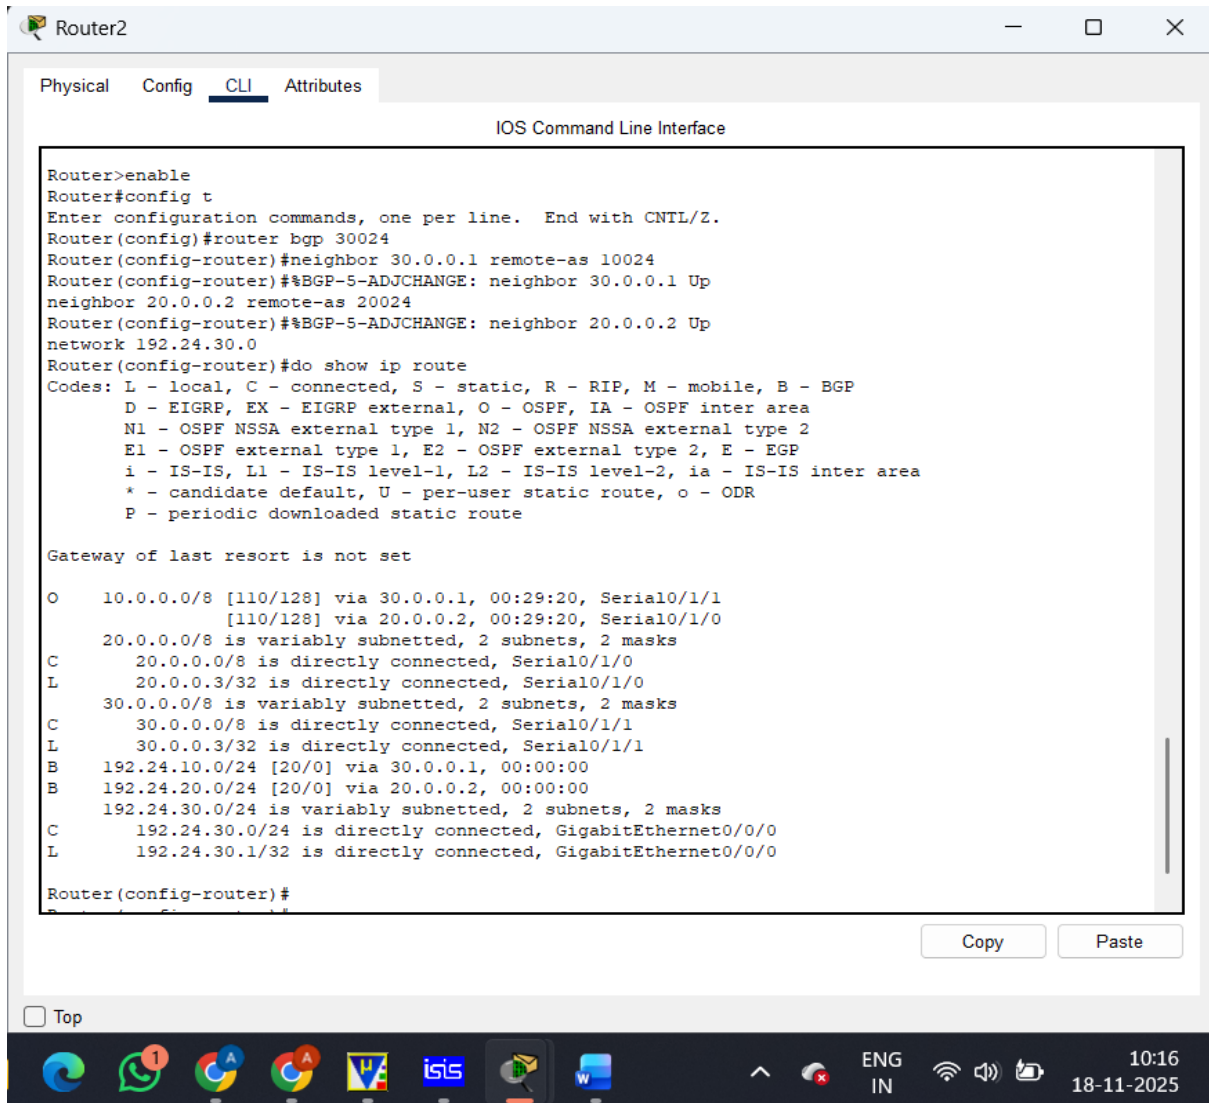 Router2
Physical Config CLI Attributes
IOS Command Line Interface
Router>enable
Router#config t
Enter configuration commands, one per line.  End with CNTL/Z.
Router(config)#router bgp 30024
Router(config-router)#neighbor 30.0.0.1 remote-as 10024
Router(config-router)#%BGP-5-ADJCHANGE: neighbor 30.0.0.1 Up
neighbor 20.0.0.2 remote-as 20024
Router(config-router)#%BGP-5-ADJCHANGE: neighbor 20.0.0.2 Up
network 192.24.30.0
Router(config-router)#do show ip route
Codes: L - local, C - connected, S - static, R - RIP, M - mobile, B - BGP
       D - EIGRP, EX - EIGRP external, O - OSPF, IA - OSPF inter area
       N1 - OSPF NSSA external type 1, N2 - OSPF NSSA external type 2
       E1 - OSPF external type 1, E2 - OSPF external type 2, E - EGP
       i - IS-IS, L1 - IS-IS level-1, L2 - IS-IS level-2, ia - IS-IS inter area
       * - candidate default, U - per-user static route, o - ODR
       P - periodic downloaded static route
Gateway of last resort is not set
O    10.0.0.0/8 [110/128] via 30.0.0.1, 00:29:20, Serial0/1/1
                [110/128] via 20.0.0.2, 00:29:20, Serial0/1/0
     20.0.0.0/8 is variably subnetted, 2 subnets, 2 masks
C       20.0.0.0/8 is directly connected, Serial0/1/0
L       20.0.0.3/32 is directly connected, Serial0/1/0
     30.0.0.0/8 is variably subnetted, 2 subnets, 2 masks
C       30.0.0.0/8 is directly connected, Serial0/1/1
L       30.0.0.3/32 is directly connected, Serial0/1/1
B    192.24.10.0/24 [20/0] via 30.0.0.1, 00:00:00
B    192.24.20.0/24 [20/0] via 20.0.0.2, 00:00:00
     192.24.30.0/24 is variably subnetted, 2 subnets, 2 masks
C       192.24.30.0/24 is directly connected, GigabitEthernet0/0/0
L       192.24.30.1/32 is directly connected, GigabitEthernet0/0/0
Router(config-router)#
Copy Paste
Top
1 A A μ isis W ENG 10:16
IN 18-11-2025